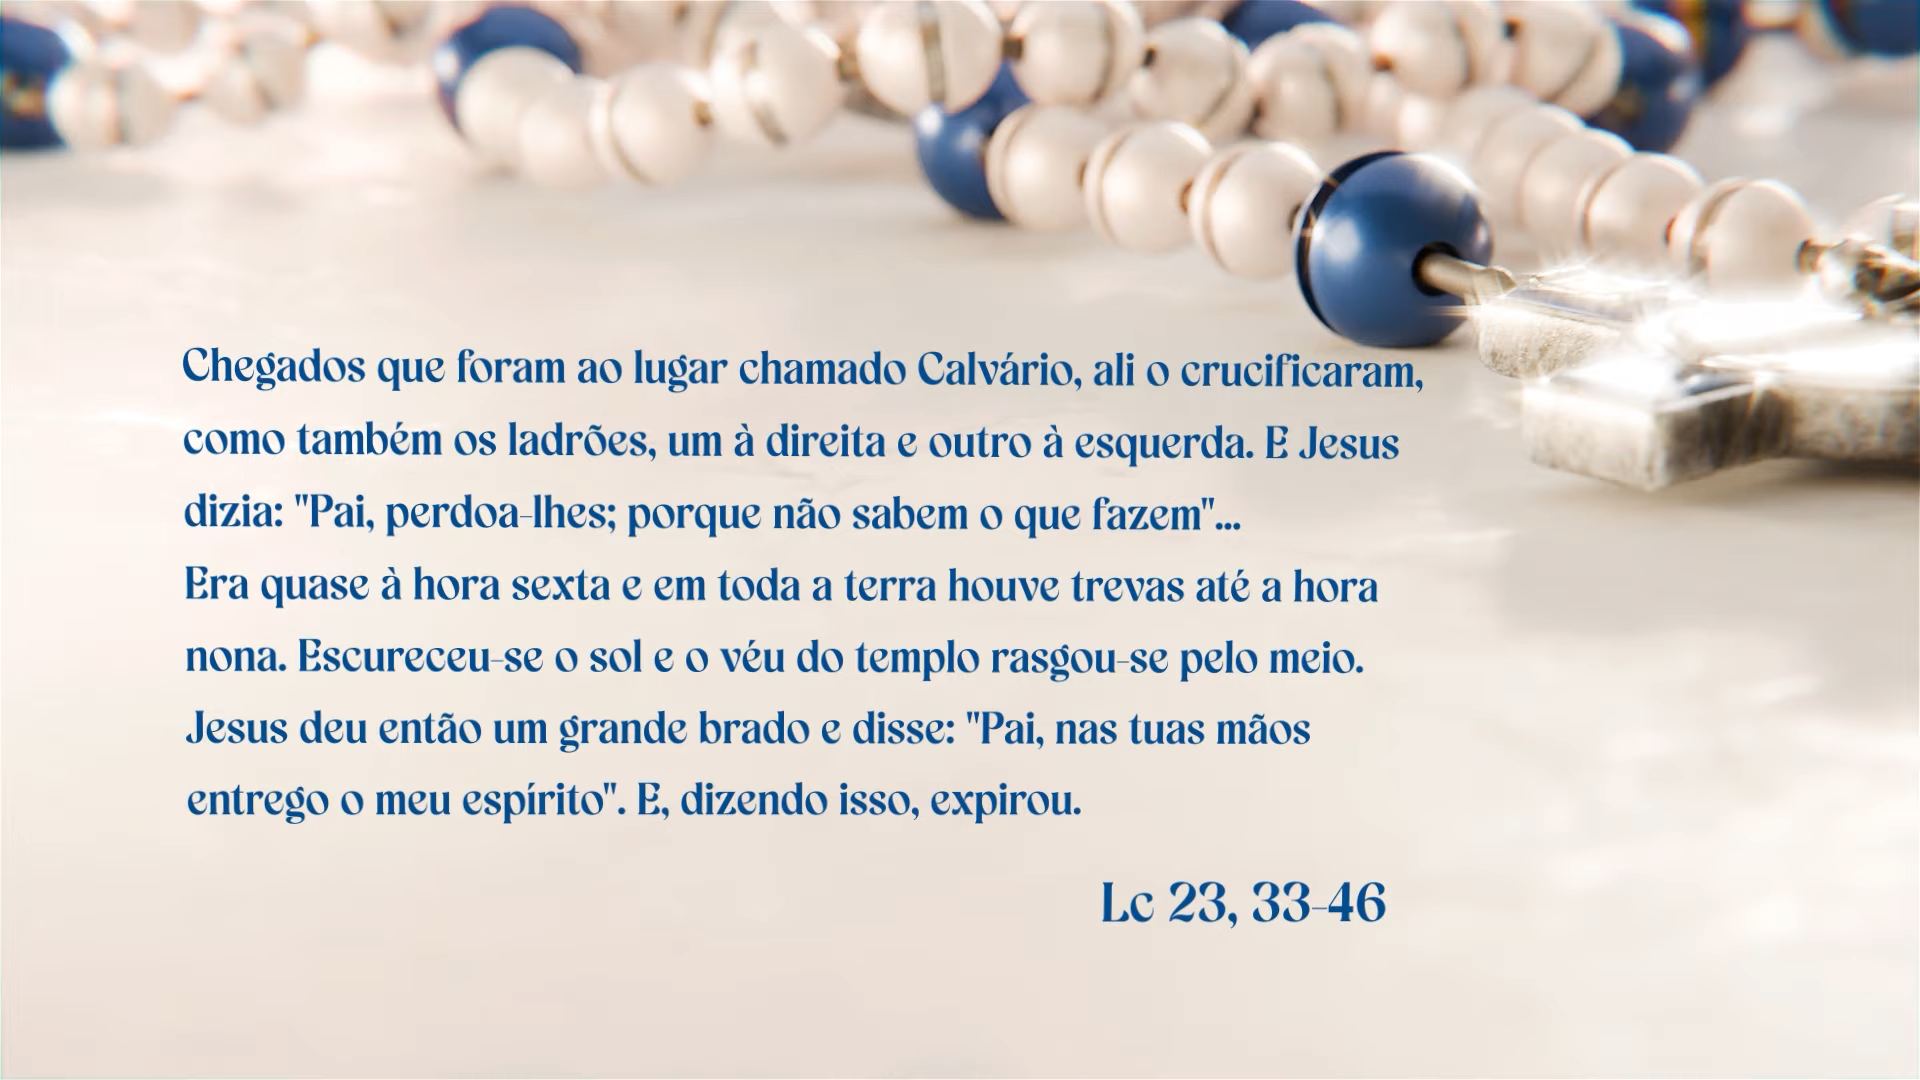 Chegados que foram ao lugar chamado Calvário, ali o crucificaram,
como também os ladrões, um à direita e outro à esquerda. E Jesus
dizia: "Pai, perdoa-lhes; porque não sabem o que fazem"...
Era quase à hora sexta e em toda a terra houve trevas até a hora
nona. Escureceu-se o sol e o véu do templo rasgou-se pelo meio.
Jesus deu então um grande brado e disse: "Pai, nas tuas mãos
entrego o meu espírito". E, dizendo isso, expirou.
Lc 23, 33-46